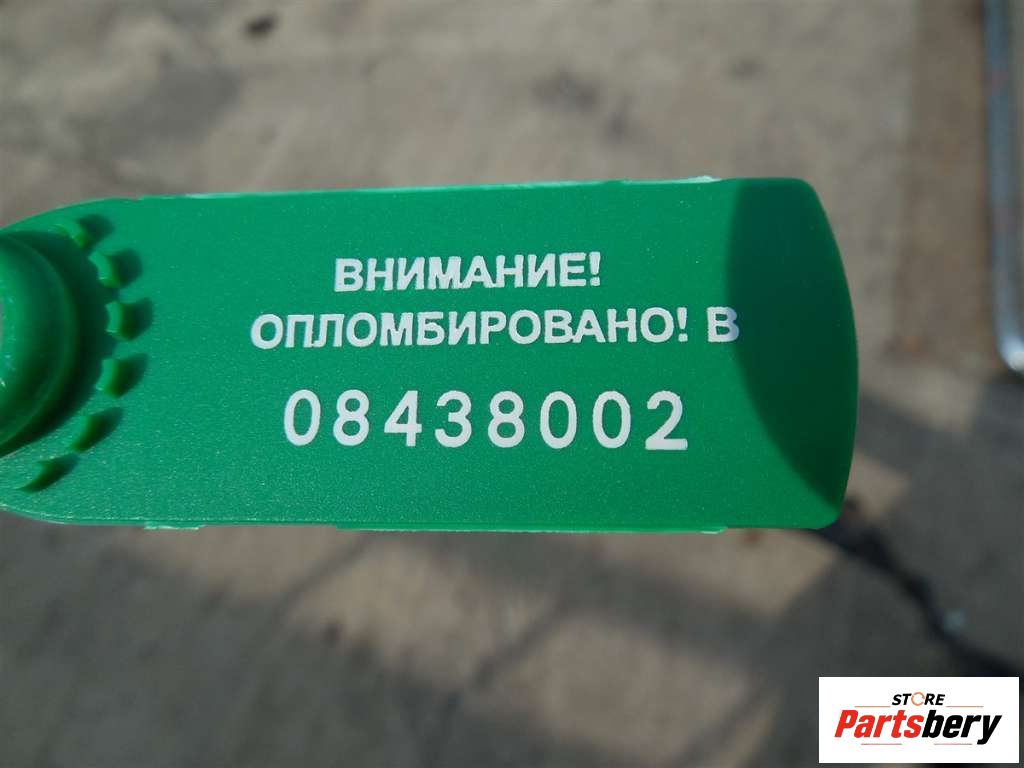 ВНИМАНИЕ!
ОПЛОМБИРОВАНО! В
08438002
STORE
Partsbery